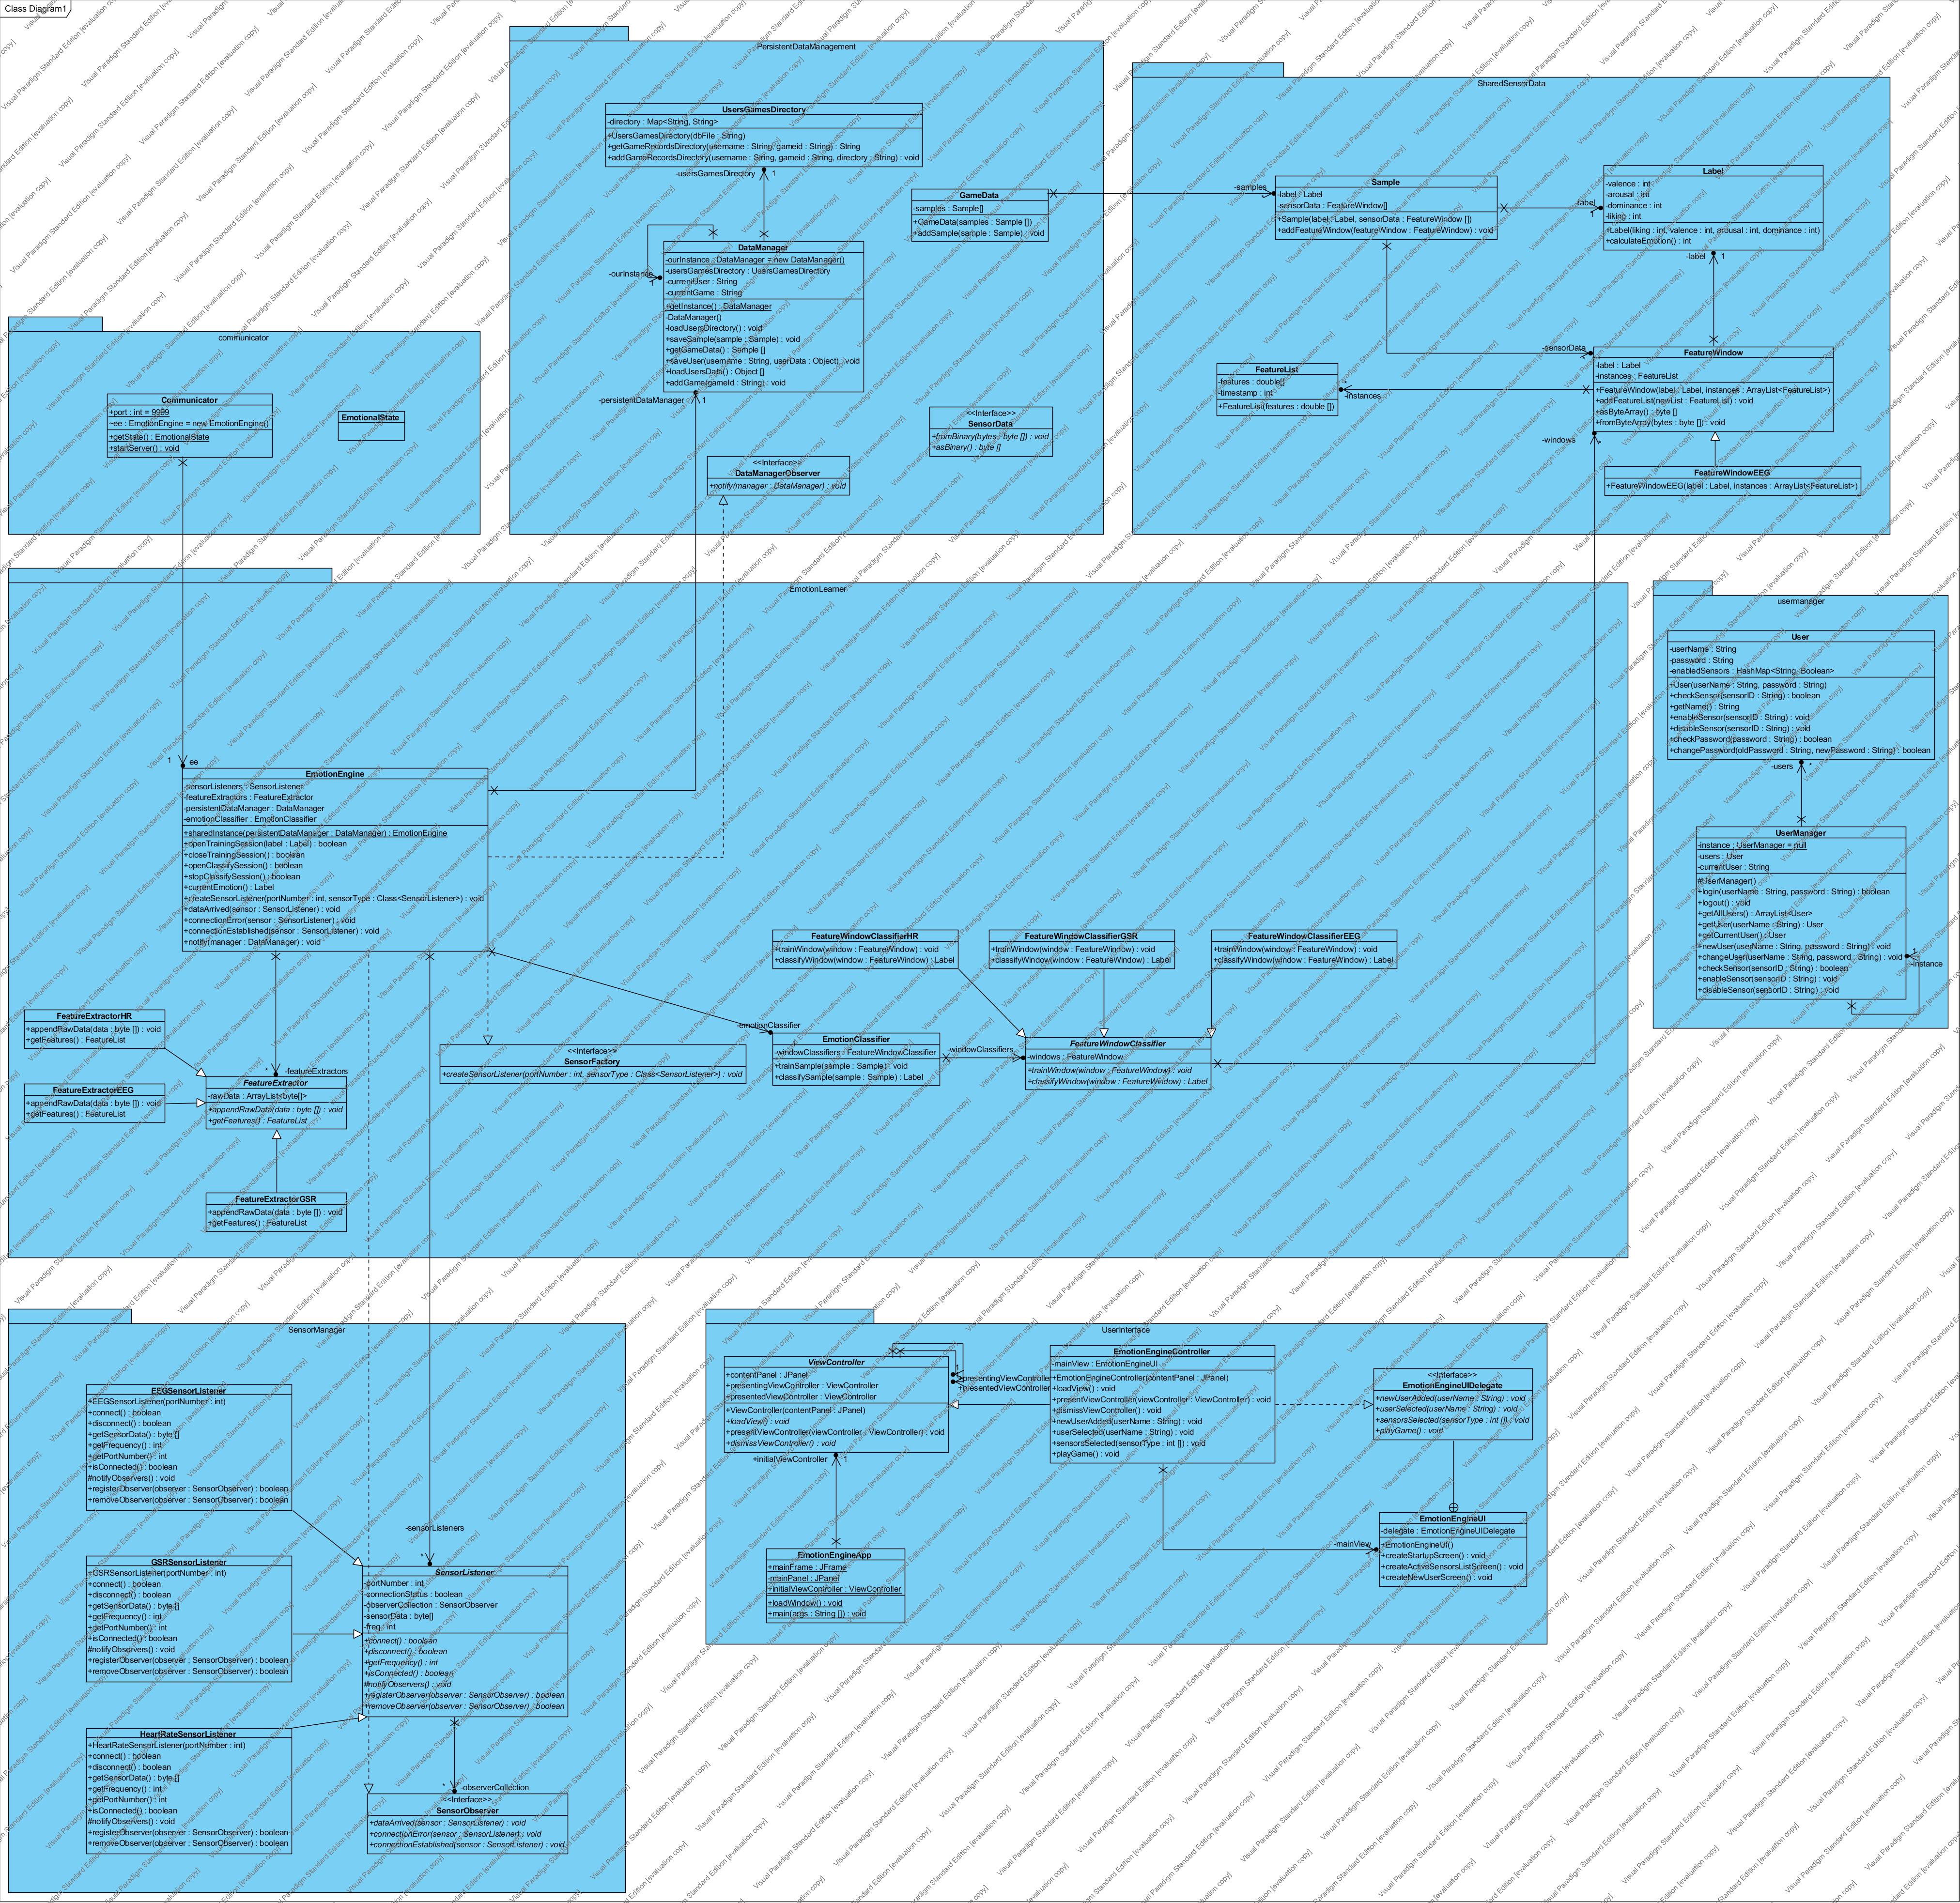 Class Diagram1
PersistentDataManagement
UsersGamesDirectory
-directory : Map<String, String>
+UsersGamesDirectory(dbFile : String)
+getGameRecordsDirectory(username : String, gameid : String) : String
+addGameRecordsDirectory(username : String, gameid : String, directory : String) : void
-usersGamesDirectory
1
GameData
-samples : Sample[]
+GameData(samples : Sample [])
+addSample(sample : Sample) : void
DataManager
-ourInstance : DataManager = new DataManager()
-usersGamesDirectory : UsersGamesDirectory
-currentUser : String
-currentGame : String
+getInstance() : DataManager
-DataManager()
-loadUsersDirectory() : void
+saveSample(sample : Sample) : void
+getGameData() : Sample []
+saveUser(username : String, userData : Object) : void
+loadUsersData() : Object []
+addGame(gameId : String) : void
-ourInstance
1
-persistentDataManager
1
<<Interface>>
SensorData
+fromBinary(bytes : byte []) : void
+asBinary() : byte []
<<Interface>>
DataManagerObserver
+notify(manager : DataManager) : void
SharedSensorData
-samples
*
Sample
-label : Label
-sensorData : FeatureWindow[]
+Sample(label : Label, sensorData : FeatureWindow [])
+addFeatureWindow(featureWindow : FeatureWindow) : void
-label
1
Label
-valence : int
-arousal : int
-dominance : int
-liking : int
+Label(liking : int, valence : int, arousal : int, dominance : int)
+calculateEmotion() : int
-label
1
-sensorData
*
FeatureWindow
-label : Label
-instances : FeatureList
+FeatureWindow(label : Label, instances : ArrayList<FeatureList>)
+addFeatureList(newList : FeatureList) : void
+asByteArray() : byte []
+fromByteArray(bytes : byte []) : void
FeatureList
-features : double[]
-timestamp : int
+FeatureList(features : double [])
*
-instances
-windows
*
FeatureWindowEEG
+FeatureWindowEEG(label : Label, instances : ArrayList<FeatureList>)
communicator
Communicator
+port : int = 9999
~ee : EmotionEngine = new EmotionEngine()
+getState() : EmotionalState
+startServer() : void
EmotionalState
EmotionLearner
1
ee
EmotionEngine
-sensorListeners : SensorListener
-featureExtractors : FeatureExtractor
-persistentDataManager : DataManager
-emotionClassifier : EmotionClassifier
+sharedInstance(persistentDataManager : DataManager) : EmotionEngine
+openTrainingSession(label : Label) : boolean
+closeTrainingSession() : boolean
+openClassifySession() : boolean
+stopClassifySession() : boolean
+currentEmotion() : Label
+createSensorListener(portNumber : int, sensorType : Class<SensorListener>) : void
+dataArrived(sensor : SensorListener) : void
+connectionError(sensor : SensorListener) : void
+connectionEstablished(sensor : SensorListener) : void
+notify(manager : DataManager) : void
FeatureWindowClassifierHR
+trainWindow(window : FeatureWindow) : void
+classifyWindow(window : FeatureWindow) : Label
FeatureWindowClassifierGSR
+trainWindow(window : FeatureWindow) : void
+classifyWindow(window : FeatureWindow) : Label
FeatureWindowClassifierEEG
+trainWindow(window : FeatureWindow) : void
+classifyWindow(window : FeatureWindow) : Label
FeatureExtractorHR
+appendRawData(data : byte []) : void
+getFeatures() : FeatureList
FeatureExtractorEEG
+appendRawData(data : byte []) : void
+getFeatures() : FeatureList
*
-featureExtractors
FeatureExtractor
-rawData : ArrayList<byte[]>
+appendRawData(data : byte []) : void
+getFeatures() : FeatureList
FeatureExtractorGSR
+appendRawData(data : byte []) : void
+getFeatures() : FeatureList
<<Interface>>
SensorFactory
+createSensorListener(portNumber : int, sensorType : Class<SensorListener>) : void
-emotionClassifier
EmotionClassifier
-windowClassifiers : FeatureWindowClassifier
+trainSample(sample : Sample) : void
+classifySample(sample : Sample) : Label
-windowClassifiers
*
FeatureWindowClassifier
-windows : FeatureWindow
+trainWindow(window : FeatureWindow) : void
+classifyWindow(window : FeatureWindow) : Label
usermanager
User
-userName : String
-password : String
-enabledSensors : HashMap<String, Boolean>
+User(userName : String, password : String)
+checkSensor(sensorID : String) : boolean
+getName() : String
+enableSensor(sensorID : String) : void
+disableSensor(sensorID : String) : void
+checkPassword(password : String) : boolean
+changePassword(oldPassword : String, newPassword : String) : boolean
-users
*
UserManager
-instance : UserManager = null
-users : User
-currentUser : String
#UserManager()
+login(userName : String, password : String) : boolean
+logout() : void
+getAllUsers() : ArrayList<User>
+getUser(userName : String) : User
+getCurrentUser() : User
+newUser(userName : String, password : String) : void
+changeUser(userName : String, password : String) : void
+checkSensor(sensorID : String) : boolean
+enableSensor(sensorID : String) : void
+disableSensor(sensorID : String) : void
1
-instance
SensorManager
EEGSensorListener
+EEGSensorListener(portNumber : int)
+connect() : boolean
+disconnect() : boolean
+getSensorData() : byte []
+getFrequency() : int
+getPortNumber() : int
+isConnected() : boolean
#notifyObservers() : void
+registerObserver(observer : SensorObserver) : boolean
+removeObserver(observer : SensorObserver) : boolean
GSRSensorListener
+GSRSensorListener(portNumber : int)
+connect() : boolean
+disconnect() : boolean
+getSensorData() : byte []
+getFrequency() : int
+getPortNumber() : int
+isConnected() : boolean
#notifyObservers() : void
+registerObserver(observer : SensorObserver) : boolean
+removeObserver(observer : SensorObserver) : boolean
HeartRateSensorListener
+HeartRateSensorListener(portNumber : int)
+connect() : boolean
+disconnect() : boolean
+getSensorData() : byte []
+getFrequency() : int
+getPortNumber() : int
+isConnected() : boolean
#notifyObservers() : void
+registerObserver(observer : SensorObserver) : boolean
+removeObserver(observer : SensorObserver) : boolean
-sensorListeners
*
SensorListener
-portNumber : int
-connectionStatus : boolean
-observerCollection : SensorObserver
-sensorData : byte[]
-freq : int
+connect() : boolean
+disconnect() : boolean
+getFrequency() : int
+isConnected() : boolean
#notifyObservers() : void
+registerObserver(observer : SensorObserver) : boolean
+removeObserver(observer : SensorObserver) : boolean
*
-observerCollection
<<Interface>>
SensorObserver
+dataArrived(sensor : SensorListener) : void
+connectionError(sensor : SensorListener) : void
+connectionEstablished(sensor : SensorListener) : void
UserInterface
ViewController
+contentPanel : JPanel
+presentingViewController : ViewController
+presentedViewController : ViewController
+ViewController(contentPanel : JPanel)
+loadView() : void
+presentViewController(viewController : ViewController) : void
+dismissViewController() : void
+presentingViewController
+presentedViewController
+initialViewController
1
EmotionEngineController
-mainView : EmotionEngineUI
+EmotionEngineController(contentPanel : JPanel)
+loadView() : void
+presentViewController(viewController : ViewController) : void
+dismissViewController() : void
+newUserAdded(userName : String) : void
+userSelected(userName : String) : void
+sensorsSelected(sensorType : int []) : void
+playGame() : void
<<Interface>>
EmotionEngineUIDelegate
+newUserAdded(userName : String) : void
+userSelected(userName : String) : void
+sensorsSelected(sensorType : int []) : void
+playGame() : void
EmotionEngineApp
+mainFrame : JFrame
-mainPanel : JPanel
+initialViewController : ViewController
+loadWindow() : void
+main(args : String []) : void
-mainView
1
EmotionEngineUI
-delegate : EmotionEngineUIDelegate
+EmotionEngineUI()
+createStartupScreen() : void
+createActiveSensorsListScreen() : void
+createNewUserScreen() : void
Visual Paradigm Standard Edition [evaluation copy]